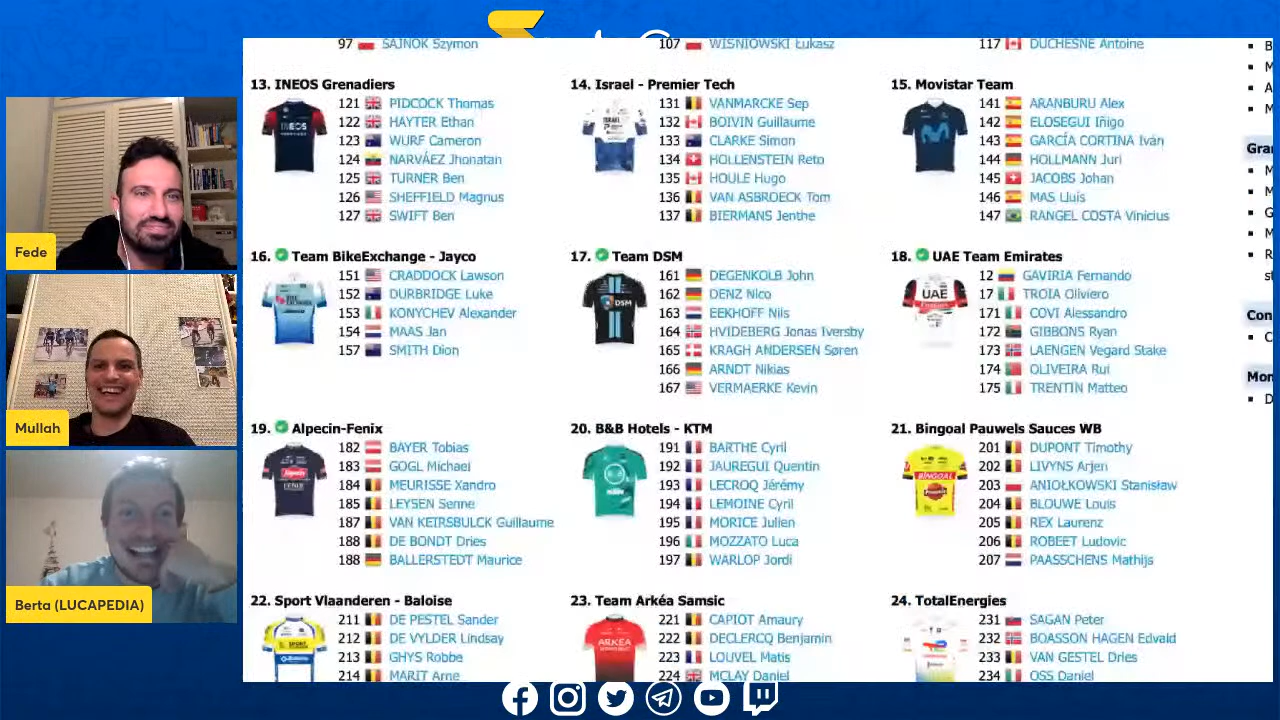 97 SAJNOK Szymon
107 WIŚNIOWSKI Łukasz
117 DUCHESNE Antoine
13. INEOS Grenadiers
121 PIDCOCK Thomas
122 HAYTER Ethan
123 WURF Cameron
124 NARVÁEZ Jhonatan
125 TURNER Ben
126 SHEFFIELD Magnus
127 SWIFT Ben
14. Israel - Premier Tech
131 VANMARCKE Sep
132 BOIVIN Guillaume
133 CLARKE Simon
134 HOLLENSTEIN Reto
135 HOULE Hugo
136 VAN ASBROECK Tom
137 BIERMANS Jenthe
15. Movistar Team
141 ARANBURU Alex
142 ELOSEGUI Iñigo
143 GARCÍA CORTINA Iván
144 HOLLMANN Juri
145 JACOBS Johan
146 MAS Lluís
147 RANGEL COSTA Vinicius
16. Team BikeExchange - Jayco
151 CRADDOCK Lawson
152 DURBRIDGE Luke
153 KONYCHEV Alexander
154 MAAS Jan
157 SMITH Dion
17. Team DSM
161 DEGENKOLB John
162 DENZ Nico
163 EEKHOFF Nils
164 HVIDEBERG Jonas Iversby
165 KRAGH ANDERSEN Søren
166 ARNDT Nikias
167 VERMAERKE Kevin
18. UAE Team Emirates
12 GAVIRIA Fernando
17 TROIA Oliviero
171 COVI Alessandro
172 GIBBONS Ryan
173 LAENGEN Vegard Stake
174 OLIVEIRA Rui
175 TRENTIN Matteo
19. Alpecin-Fenix
182 BAYER Tobias
183 GOGL Michael
184 MEURISSE Xandro
185 LEYSEN Senne
187 VAN KEIRSBULCK Guillaume
188 DE BONDT Dries
188 BALLERSTEDT Maurice
20. B&B Hotels - KTM
191 BARTHE Cyril
192 JAUREGUI Quentin
193 LECROQ Jérémy
194 LEMOINE Cyril
195 MORICE Julien
196 MOZZATO Luca
197 WARLOP Jordi
21. Bingoal Pauwels Sauces WB
201 DUPONT Timothy
202 LIVYNS Arjen
203 ANIOŁKOWSKI Stanisław
204 BLOUWE Louis
205 REX Laurenz
206 ROBEET Ludovic
207 PAASSCHENS Mathijs
22. Sport Vlaanderen - Baloise
211 DE PESTEL Sander
212 DE VYLDER Lindsay
213 GHYS Robbe
214 MARIT Arne
23. Team Arkéa Samsic
221 CAPIOT Amaury
222 DECLERCQ Benjamin
223 LOUVEL Matis
224 MCLAY Daniel
24. TotalEnergies
231 SAGAN Peter
232 BOASSON HAGEN Edvald
233 VAN GESTEL Dries
234 OSS Daniel
INEOS
ISRAEL
DSM
UAE
BINGOAL
ARKEA
Fede
Mullah
Berta (LUCAPEDIA)